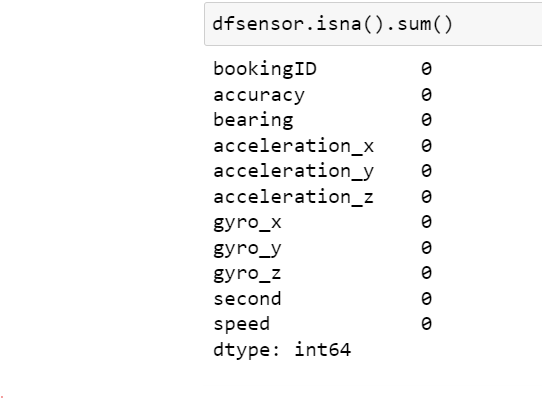 dfsensor.isna().sum()
bookingID 0
accuracy 0
bearing 0
acceleration_x 0
acceleration_y 0
acceleration_z 0
gyro_x 0
gyro_y 0
gyro_z 0
second 0
speed 0
dtype: int64